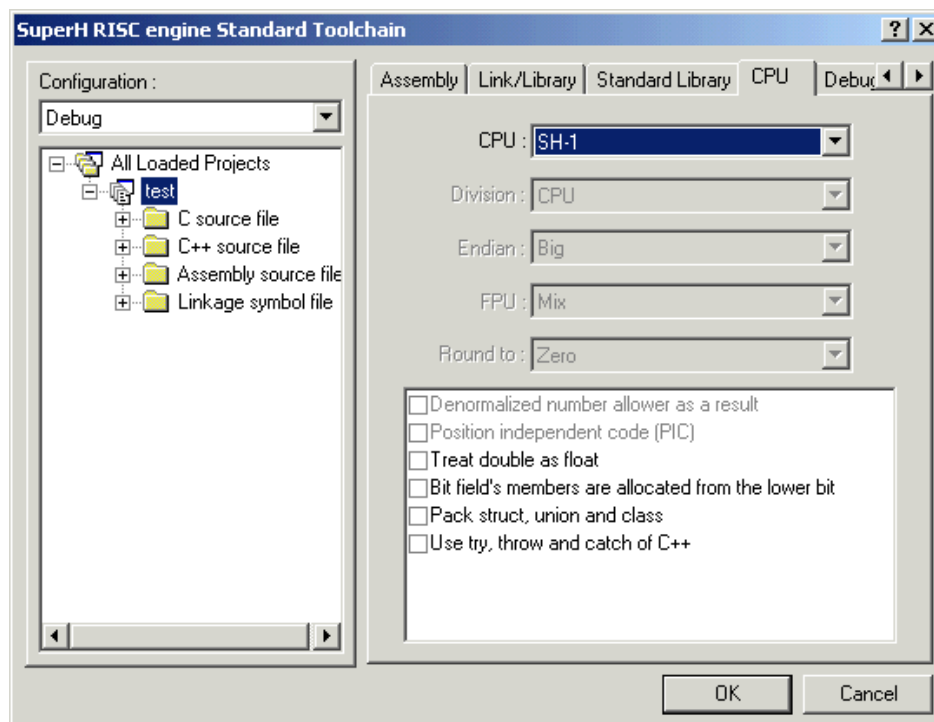 SuperH RISC engine Standard Toolchain
Configuration :
Debug
All Loaded Projects
test
C source file
C++ source file
Assembly source file
Linkage symbol file
Assembly Link/Library Standard Library CPU Debug
CPU : SH-1
Division : CPU
Endian : Big
FPU : Mix
Round to : Zero
Denormalized number allower as a result
Position independent code (PIC)
Treat double as float
Bit field's members are allocated from the lower bit
Pack struct, union and class
Use try, throw and catch of C++
OK Cancel